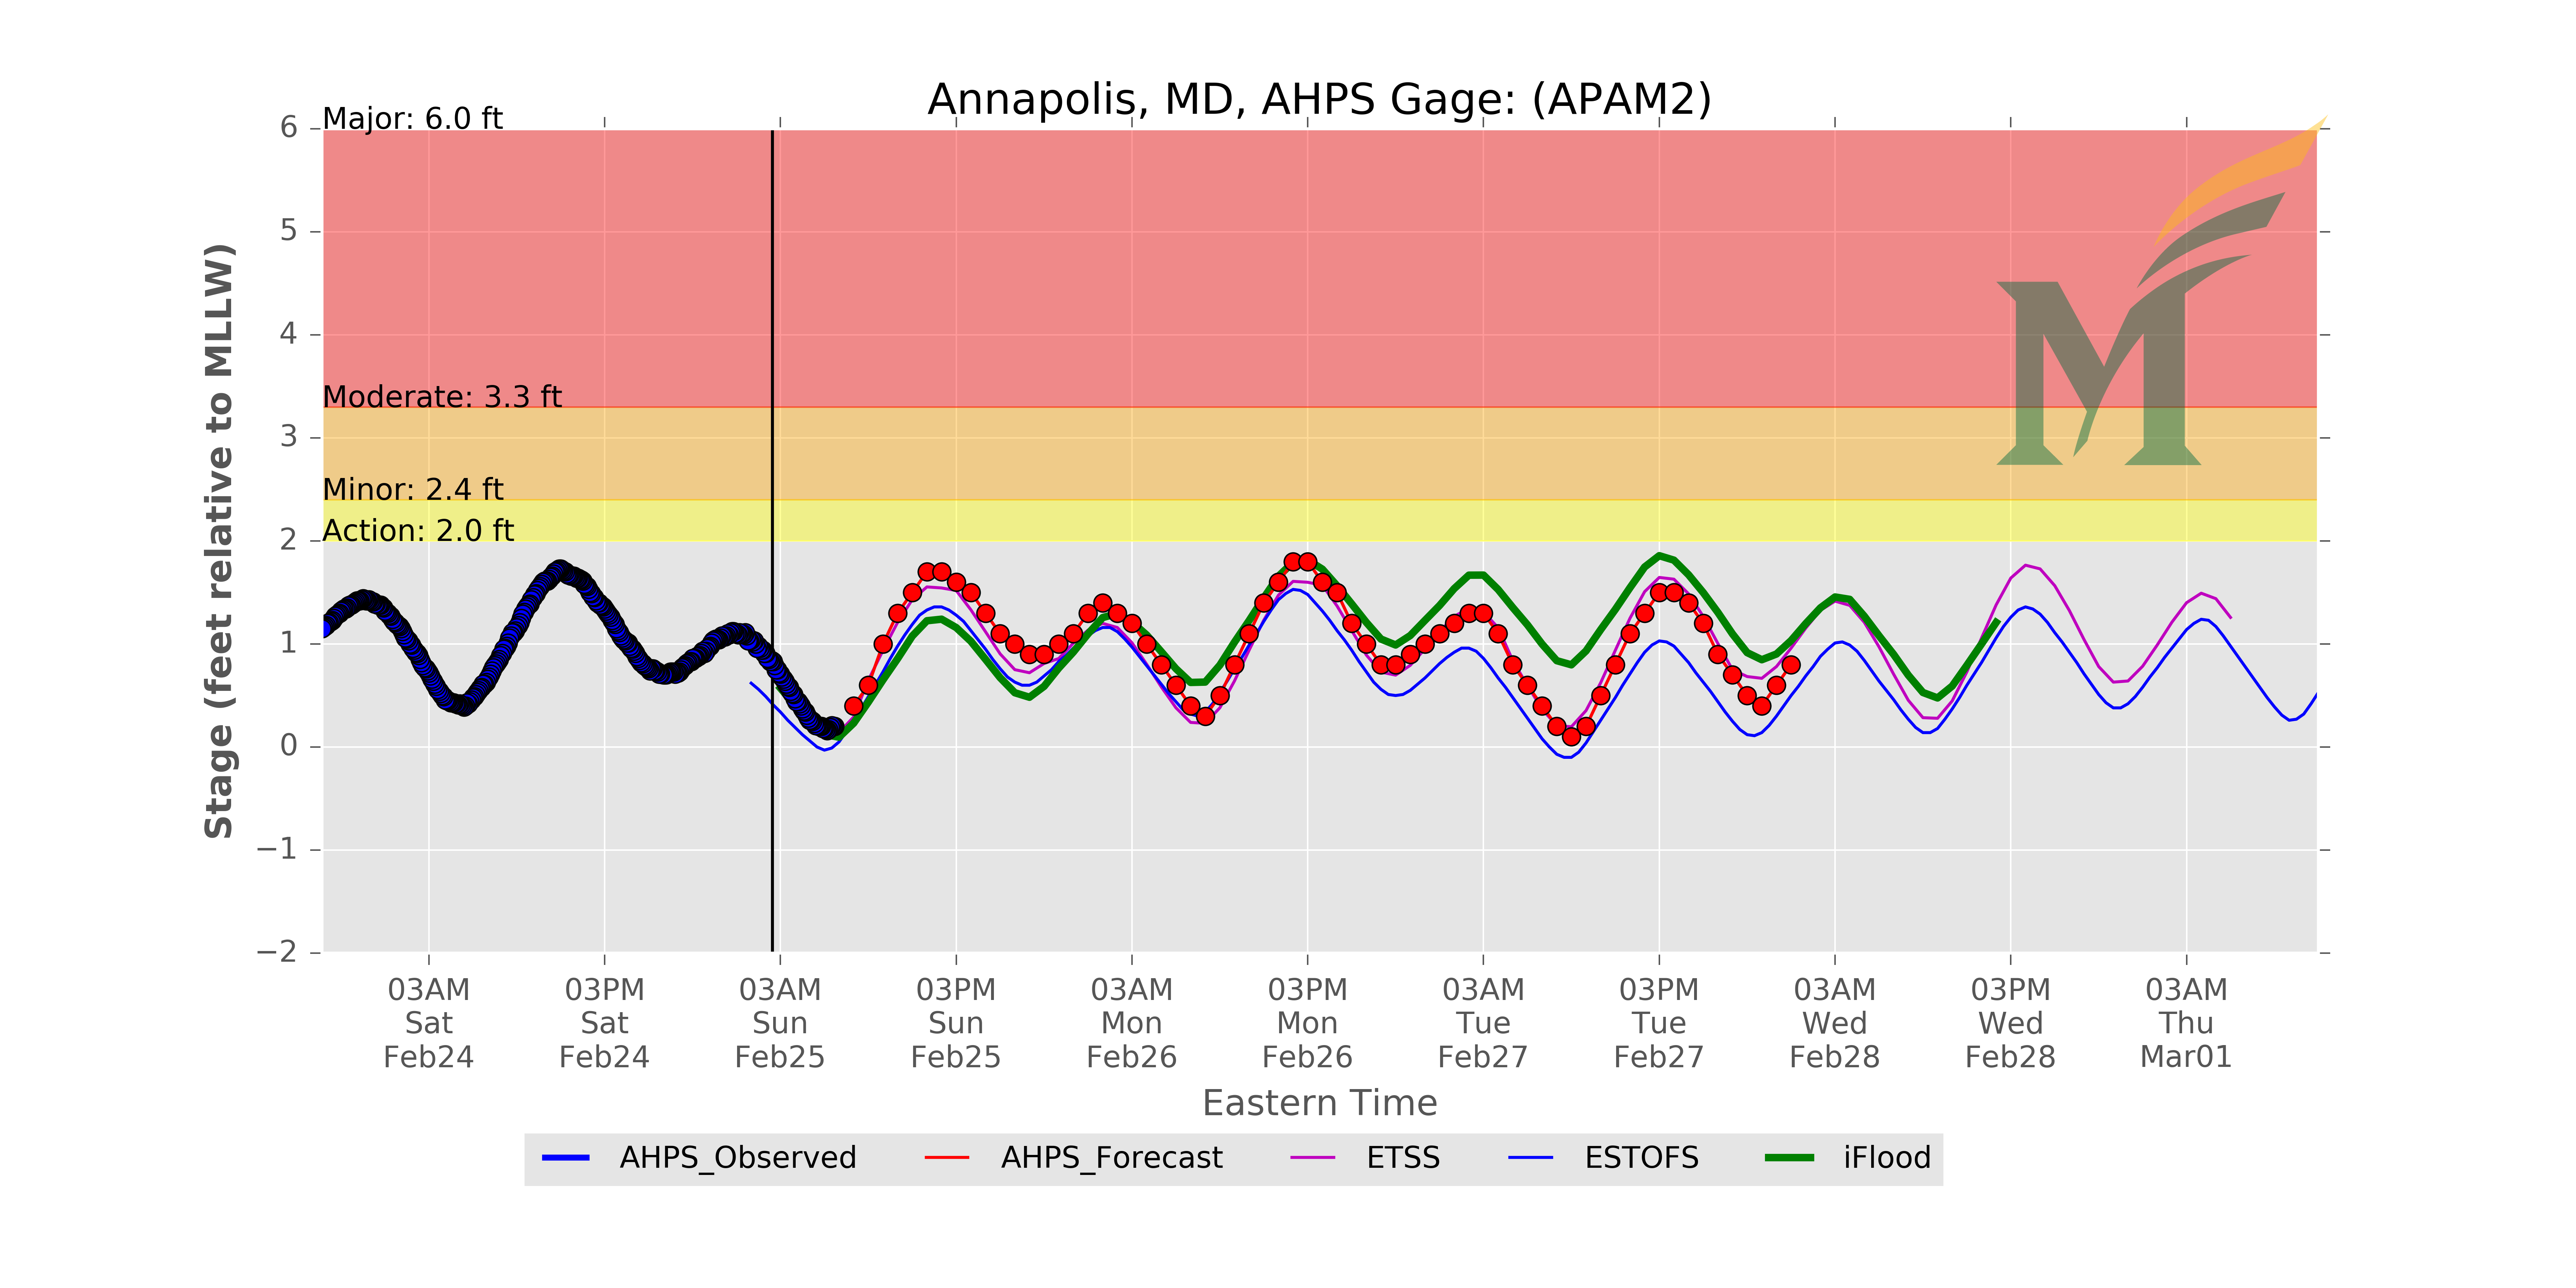 Annapolis, MD, AHPS Gage: (APAM2)
Major: 6.0 ft
Moderate: 3.3 ft
Minor: 2.4 ft
Action: 2.0 ft
6
5
4
3
2
1
0
−1
−2
Stage (feet relative to MLLW)
03AM 03PM 03AM 03PM 03AM 03PM 03AM 03PM 03AM 03PM 03AM
Sat Sat Sun Sun Mon Mon Tue Tue Wed Wed Thu
Feb24 Feb24 Feb25 Feb25 Feb26 Feb26 Feb27 Feb27 Feb28 Feb28 Mar01
Eastern Time
AHPS_Observed AHPS_Forecast ETSS ESTOFS iFlood
M